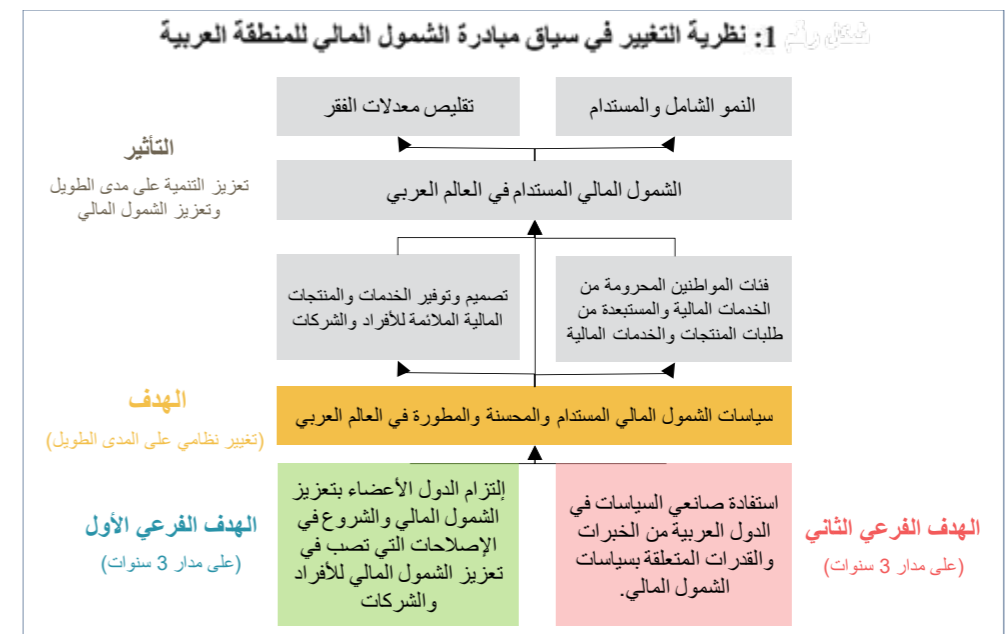 شكل رقم 1: نظرية التغيير في سياق مبادرة الشمول المالي للمنطقة العربية
النمو الشامل والمستدام
تقليص معدلات الفقر
التأثير
تعزيز التنمية على مدى الطويل
وتعزيز الشمول المالي
الشمول المالي المستدام في العالم العربي
فئات المواطنين المحرومة من
الخدمات المالية والمستبعدة من
طلبات المنتجات والخدمات المالية
تصميم وتوفير الخدمات والمنتجات
المالية الملائمة للأفراد والشركات
الهدف
(تغيير نظامي على المدى الطويل)
سياسات الشمول المالي المستدام والمحسنة والمطورة في العالم العربي
الهدف الفرعي الثاني
(على مدار 3 سنوات)
استفادة صانعي السياسات في
الدول العربية من الخبرات
والقدرات المتعلقة بسياسات
الشمول المالي.
إلتزام الدول الأعضاء بتعزيز
الشمول المالي والشروع في
الإصلاحات التي تصب في
تعزيز الشمول المالي للأفراد
والشركات
الهدف الفرعي الأول
(على مدار 3 سنوات)